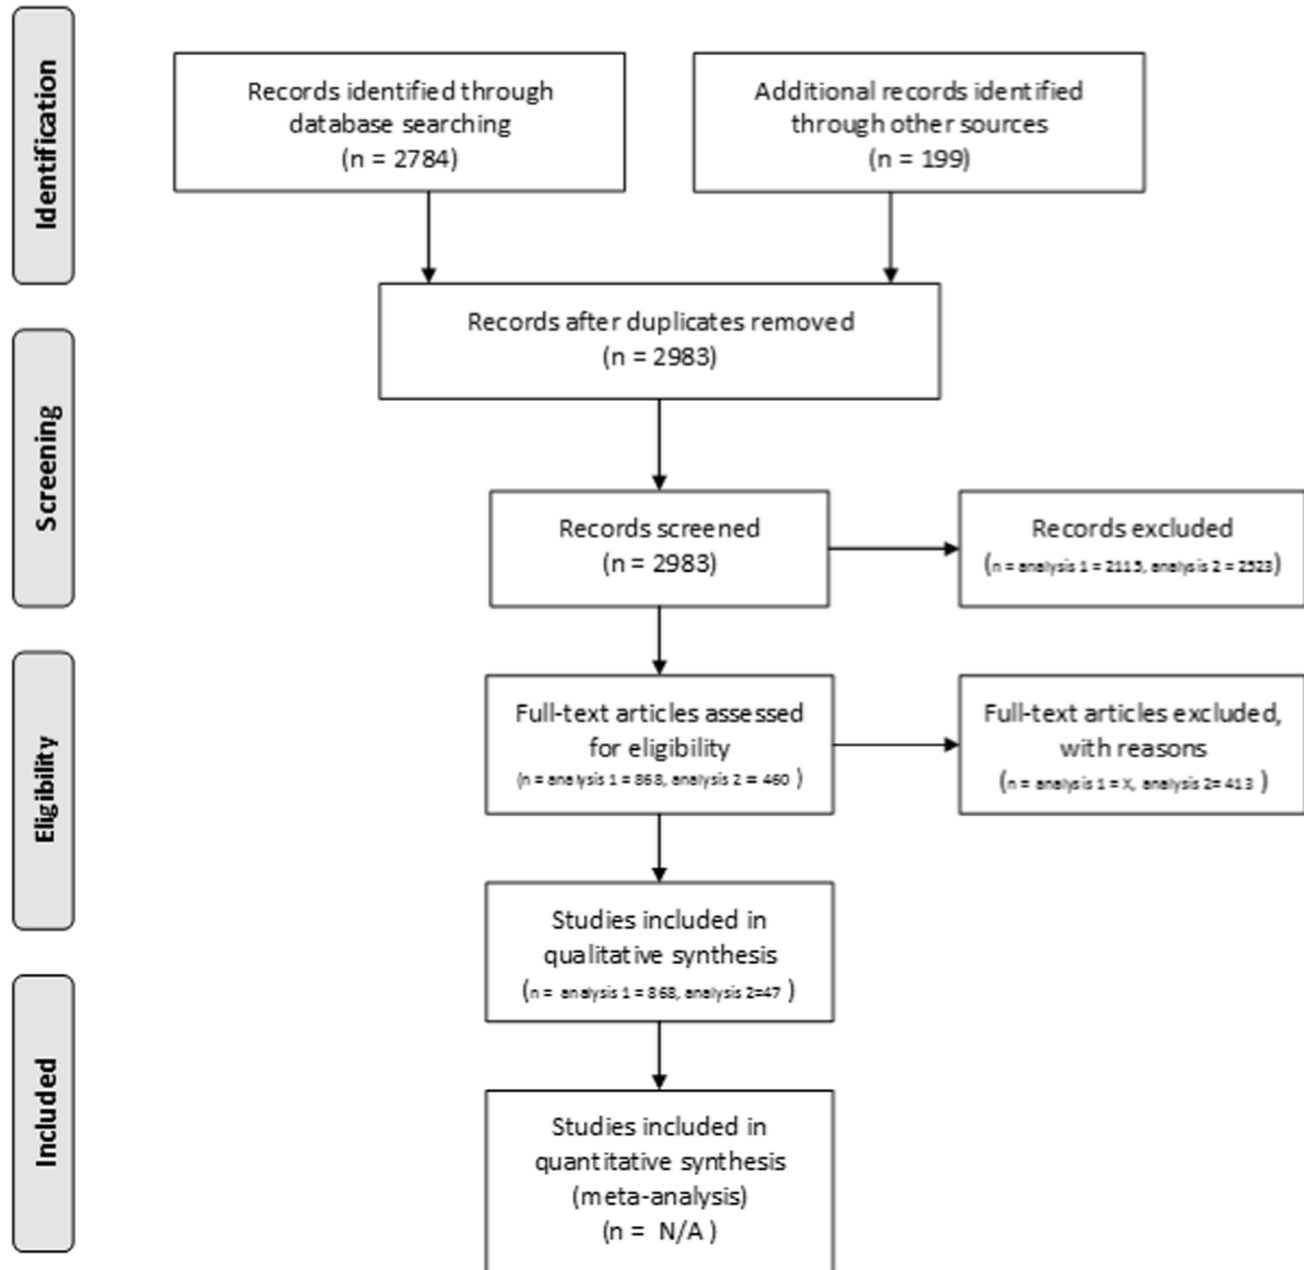 Identification
Records identified through
database searching
(n = 2784)
Additional records identified
through other sources
(n = 199)
Records after duplicates removed
(n = 2983)
Screening
Records screened
(n = 2983)
Records excluded
(n = analysis 1 = 2115, analysis 2 = 2523)
Eligibility
Full-text articles assessed
for eligibility
(n = analysis 1 = 868, analysis 2 = 460 )
Full-text articles excluded,
with reasons
(n = analysis 1 = X, analysis 2= 413 )
Studies included in
qualitative synthesis
(n = analysis 1 = 868, analysis 2=47 )
Included
Studies included in
quantitative synthesis
(meta-analysis)
(n = N/A )